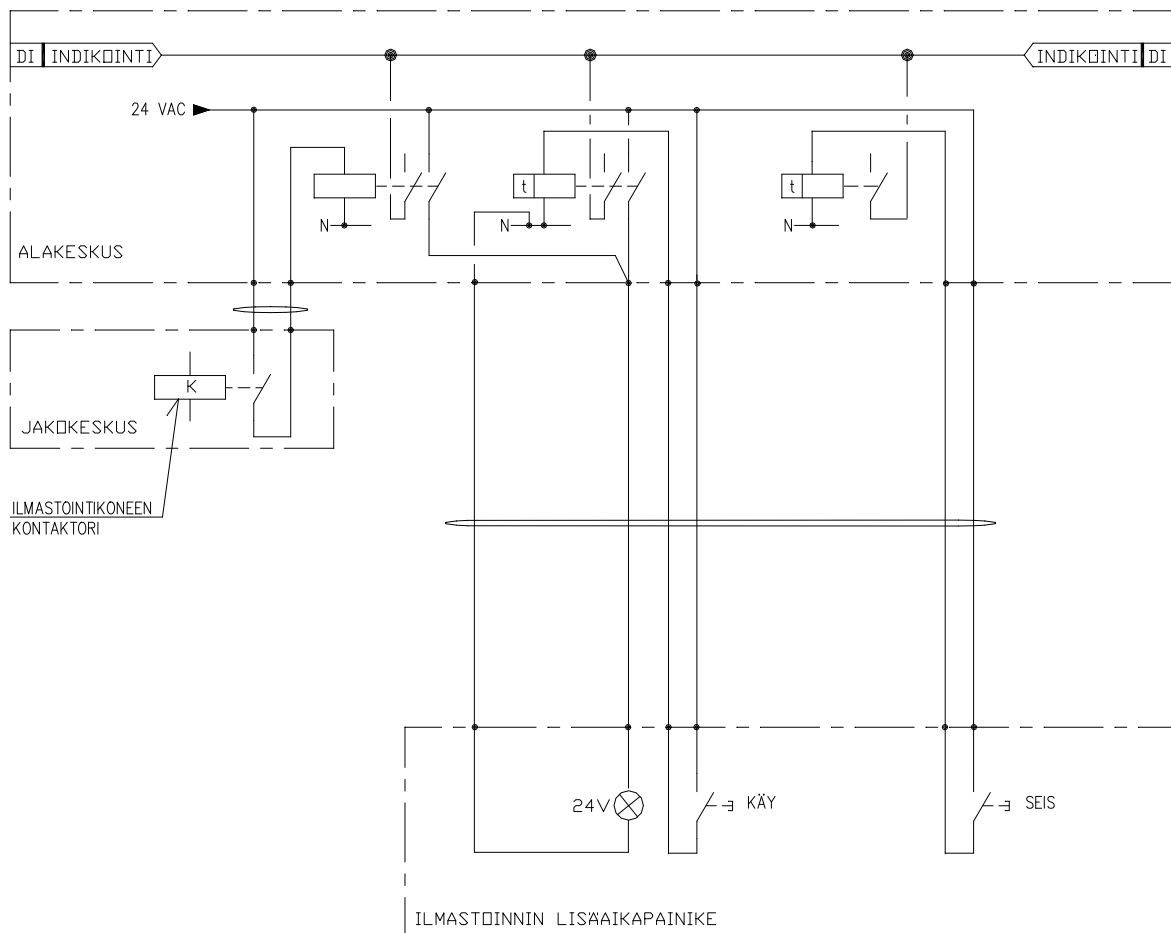 DI INDIKOINTI
INDIKOINTI DI
24 VAC
t
t
N
N
N
ALAKESKUS
K
JAKOKESKUS
ILMASTOINTIKONEEN
KONTAKTORI
24V
KÄY
SEIS
ILMASTOINNIN LISÄAIKAPAINIKE